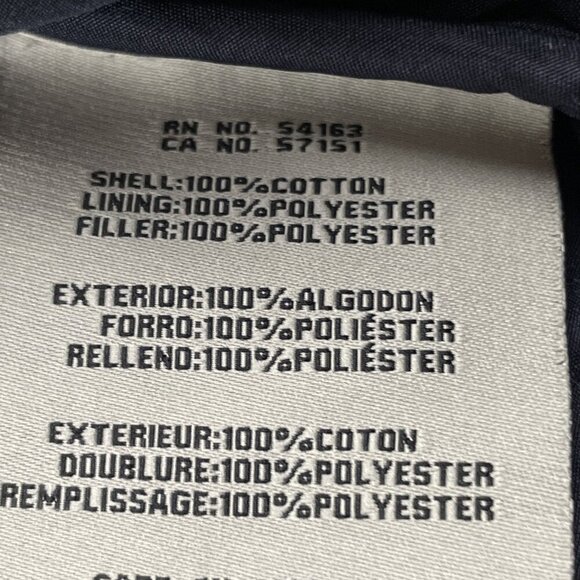 RN NO. 54163
CA NO. 57151
SHELL:100%COTTON
LINING:100%POLYESTER
FILLER:100%POLYESTER
EXTERIOR:100%ALGODON
FORRO:100%POLIÉSTER
RELLENO:100%POLIÉSTER
EXTERIEUR:100%COTON
DOUBLURE:100%POLYESTER
REMPLISSAGE:100%POLYESTER